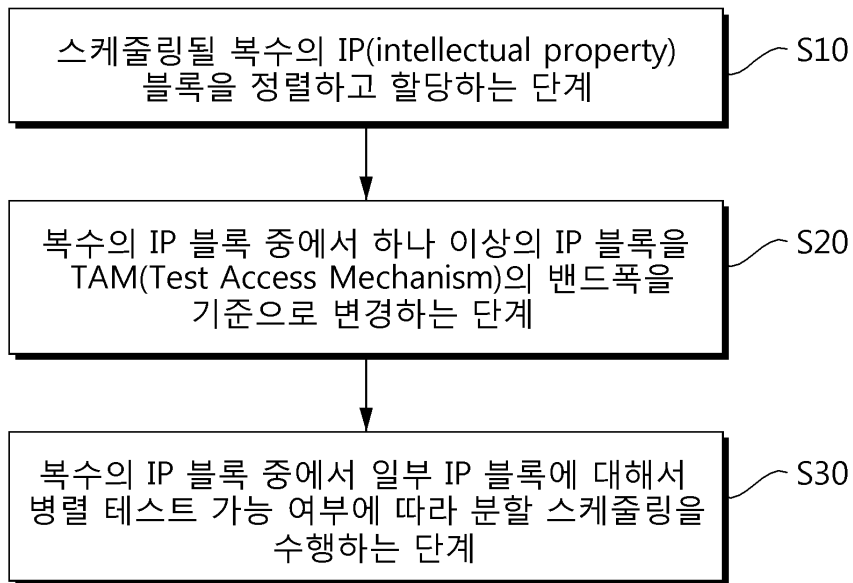 스케줄링될 복수의 IP(intellectual property)
블록을 정렬하고 할당하는 단계
S10
복수의 IP 블록 중에서 하나 이상의 IP 블록을
TAM(Test Access Mechanism)의 밴드폭을
기준으로 변경하는 단계
S20
복수의 IP 블록 중에서 일부 IP 블록에 대해서
병렬 테스트 가능 여부에 따라 분할 스케줄링을
수행하는 단계
S30